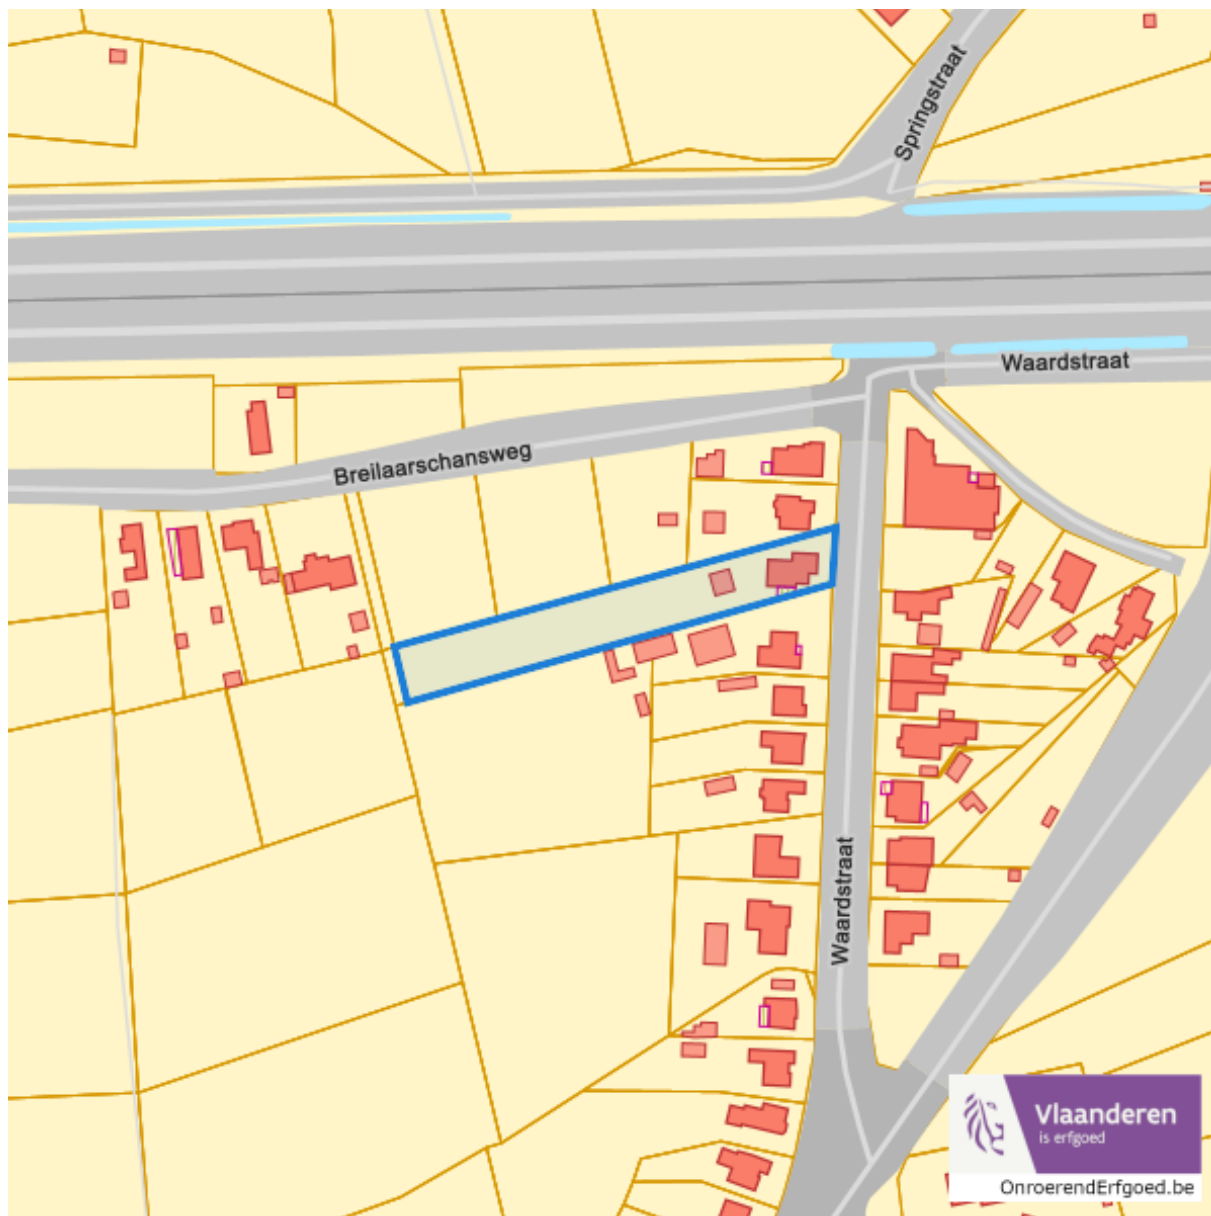 Springstraat
Waardstraat
Breilaarschansweg
Waardstraat
Vlaanderen
is erfgoed
OnroerendErfgoed.be